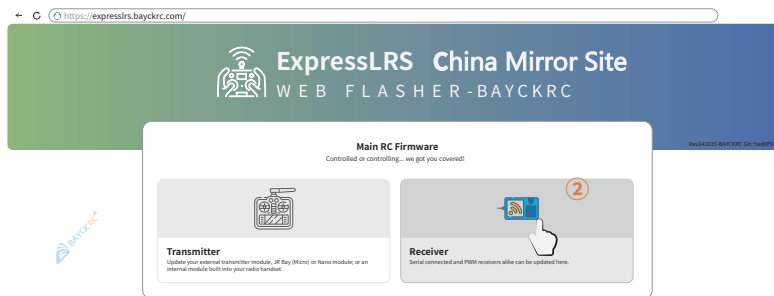 https://expresslrs.bayckrc.com/
ExpressLRS China Mirror Site
WEB FLASHER-BAYCKRC
Main RC Firmware
Controlled or controlling... we got you covered!
②
Transmitter
Update your external transmitter module, JR Bay (Micro) or Nano module; or an
internal module built into your radio handset.
Receiver
Serial connected and PWM receivers alike can be updated here.
BAYCKRC